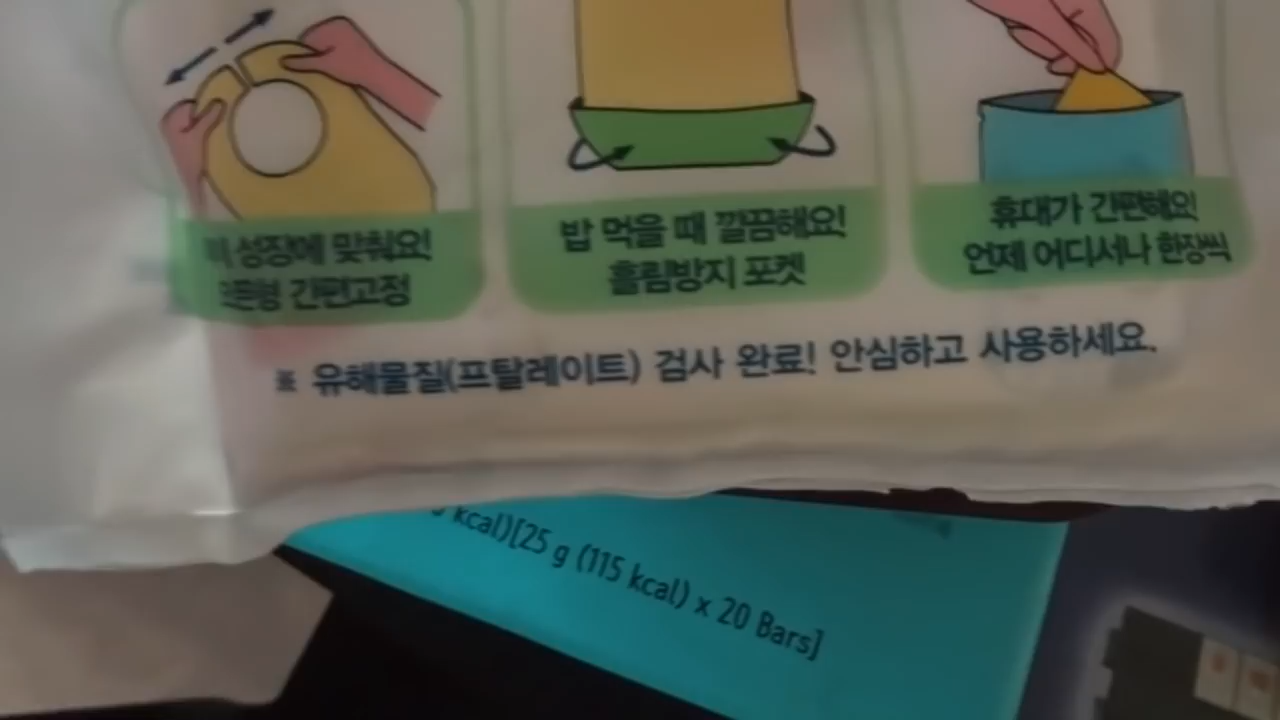 성장에 맞춰요!
간편고정
밥 먹을 때 깔끔해요!
흘림방지 포켓
휴대가 간편해요!
언제 어디서나 한장씩
※ 유해물질(프탈레이트) 검사 완료! 안심하고 사용하세요.
kcal)[25 g (115 kcal) x 20 Bars]